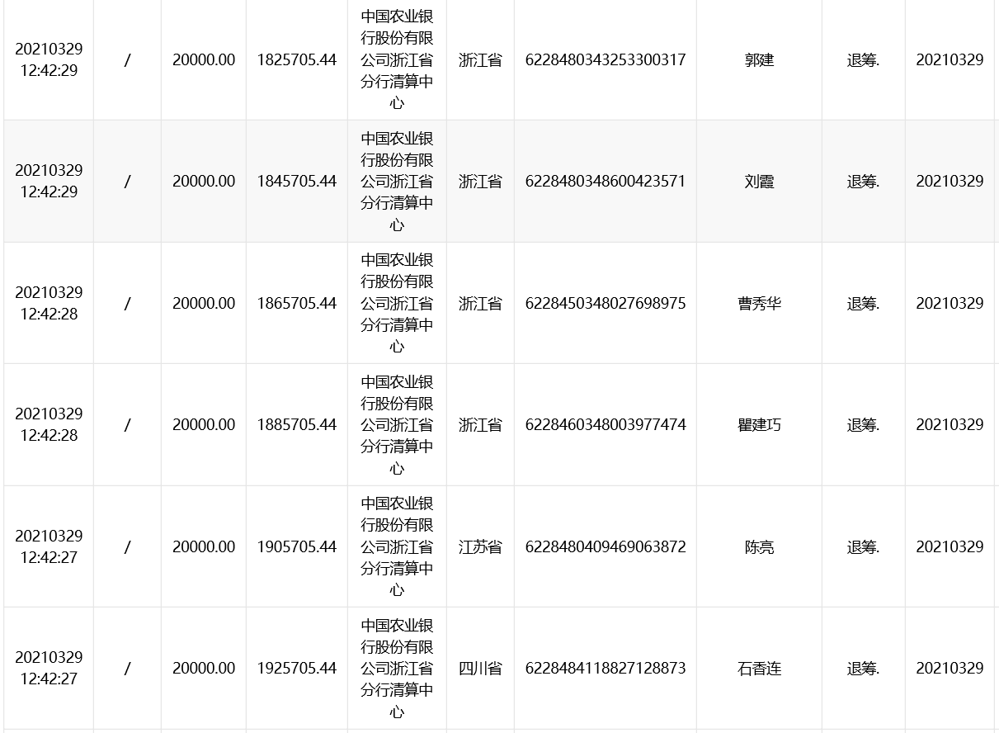 20210329
12:42:29
/
20000.00
1825705.44
中国农业银
行股份有限
公司浙江省
分行清算中
心
浙江省
6228480343253300317
郭建
退筹.
20210329
20210329
12:42:29
/
20000.00
1845705.44
中国农业银
行股份有限
公司浙江省
分行清算中
心
浙江省
6228480348600423571
刘霞
退筹.
20210329
20210329
12:42:28
/
20000.00
1865705.44
中国农业银
行股份有限
公司浙江省
分行清算中
心
浙江省
6228450348027698975
曹秀华
退筹.
20210329
20210329
12:42:28
/
20000.00
1885705.44
中国农业银
行股份有限
公司浙江省
分行清算中
心
浙江省
6228460348003977474
瞿建巧
退筹.
20210329
20210329
12:42:27
/
20000.00
1905705.44
中国农业银
行股份有限
公司浙江省
分行清算中
心
江苏省
6228480409469063872
陈亮
退筹.
20210329
20210329
12:42:27
/
20000.00
1925705.44
中国农业银
行股份有限
公司浙江省
分行清算中
心
四川省
6228484118827128873
石香连
退筹.
20210329